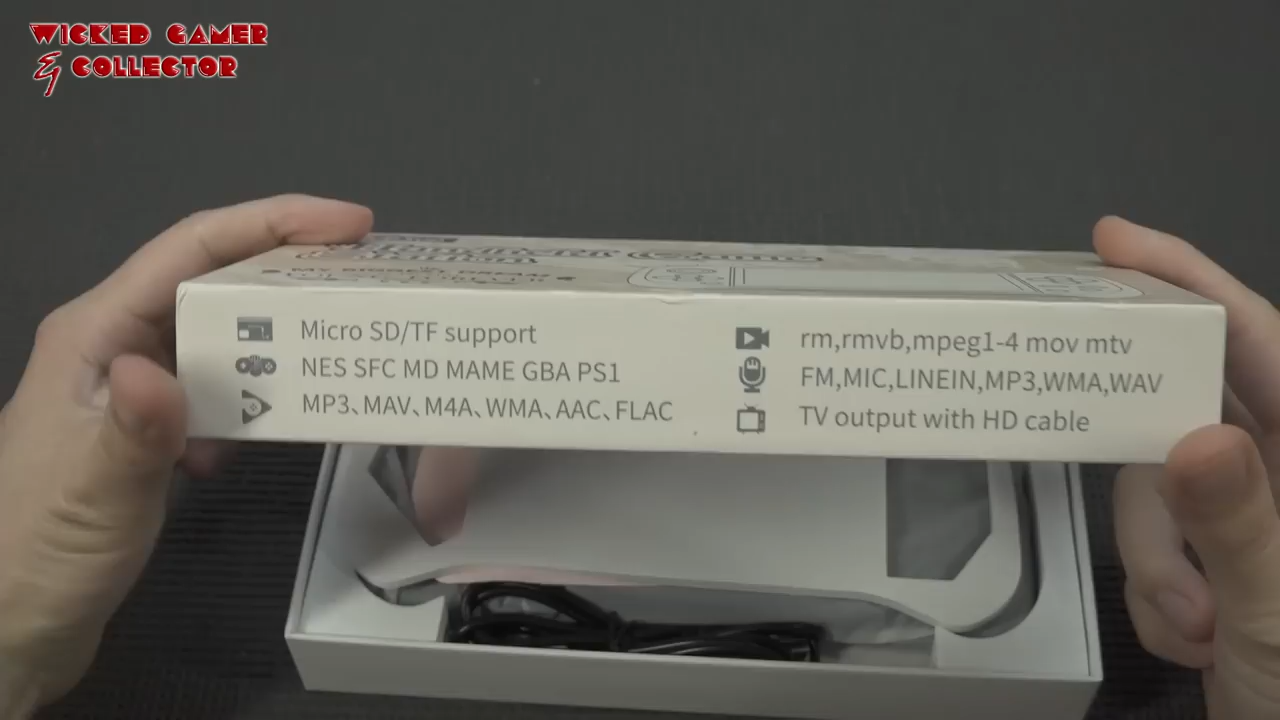 WICKED GAMER
& COLLECTOR
Micro SD/TF support
NES SFC MD MAME GBA PS1
MP3、MAV、M4A、WMA、AAC、FLAC
rm,rmvb,mpeg1-4 mov mtv
FM,MIC,LINEIN,MP3,WMA,WAV
TV output with HD cable